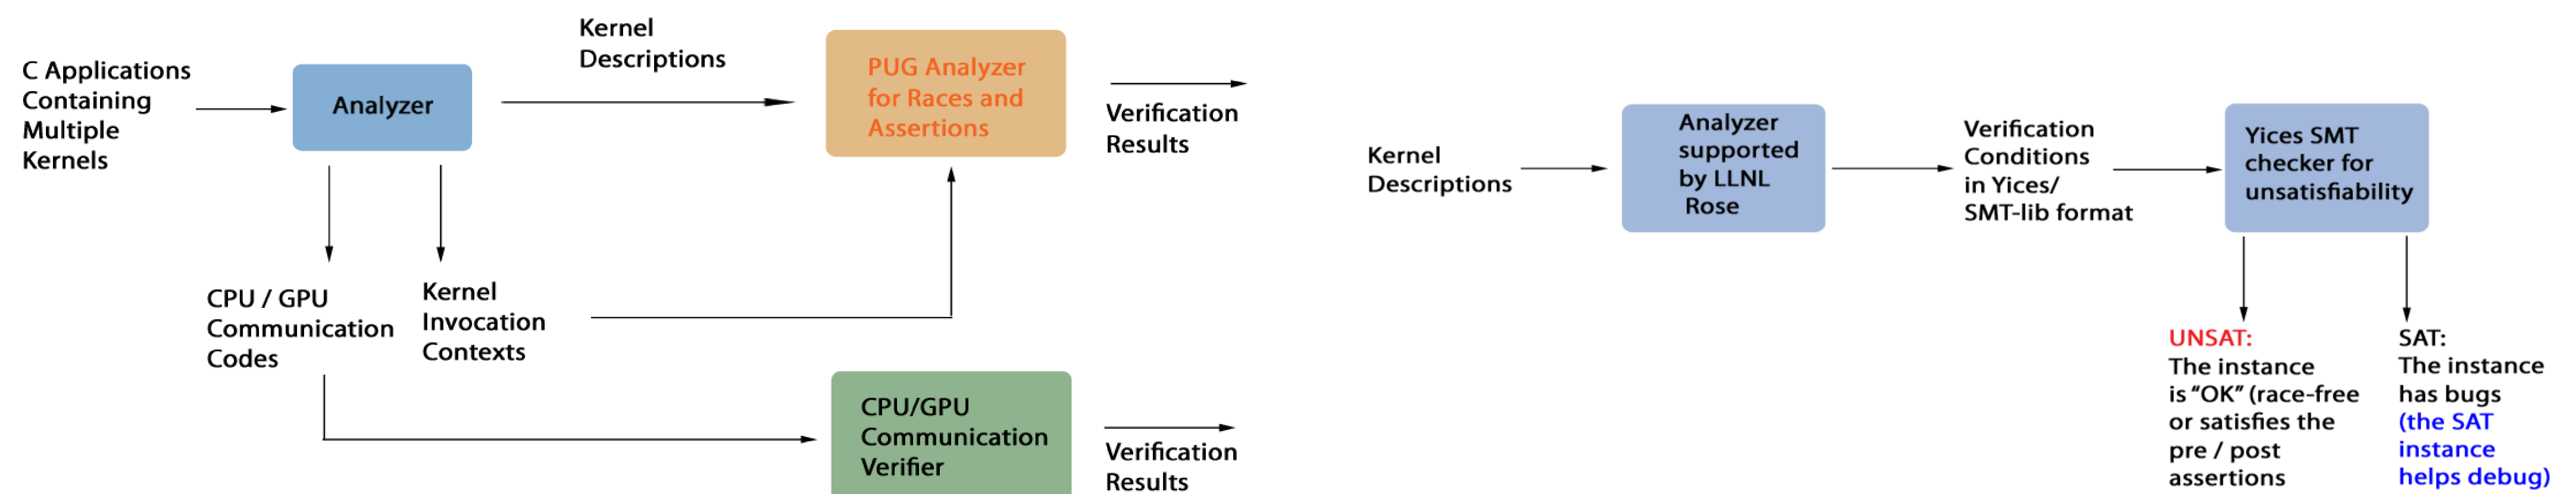 C Applications
Containing
Multiple
Kernels
Analyzer
Kernel
Descriptions
PUG Analyzer
for Races and
Assertions
Verification
Results
CPU / GPU
Communication
Codes
Kernel
Invocation
Contexts
CPU/GPU
Communication
Verifier
Verification
Results
Kernel
Descriptions
Analyzer
supported
by LLNL
Rose
Verification
Conditions
in Yices/
SMT-lib format
Yices SMT
checker for
unsatisfiability
UNSAT:
The instance
is “OK” (race-free
or satisfies the
pre / post
assertions
SAT:
The instance
has bugs
(the SAT
instance
helps debug)